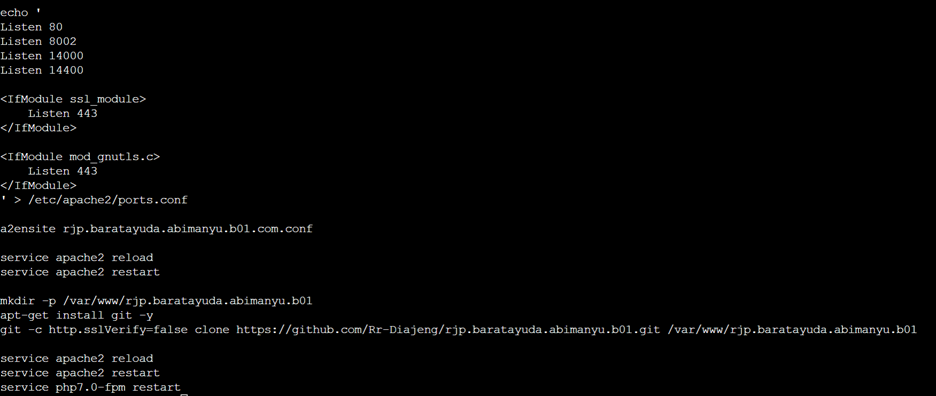 echo '
Listen 80
Listen 8002
Listen 14000
Listen 14400
<IfModule ssl_module>
    Listen 443
</IfModule>
<IfModule mod_gnutls.c>
    Listen 443
</IfModule>
' > /etc/apache2/ports.conf
a2ensite rjp.baratayuda.abimanyu.b01.com.conf
service apache2 reload
service apache2 restart
mkdir -p /var/www/rjp.baratayuda.abimanyu.b01
apt-get install git -y
git -c http.sslVerify=false clone https://github.com/Rr-Diajeng/rjp.baratayuda.abimanyu.b01.git /var/www/rjp.baratayuda.abimanyu.b01
service apache2 reload
service apache2 restart
service php7.0-fpm restart